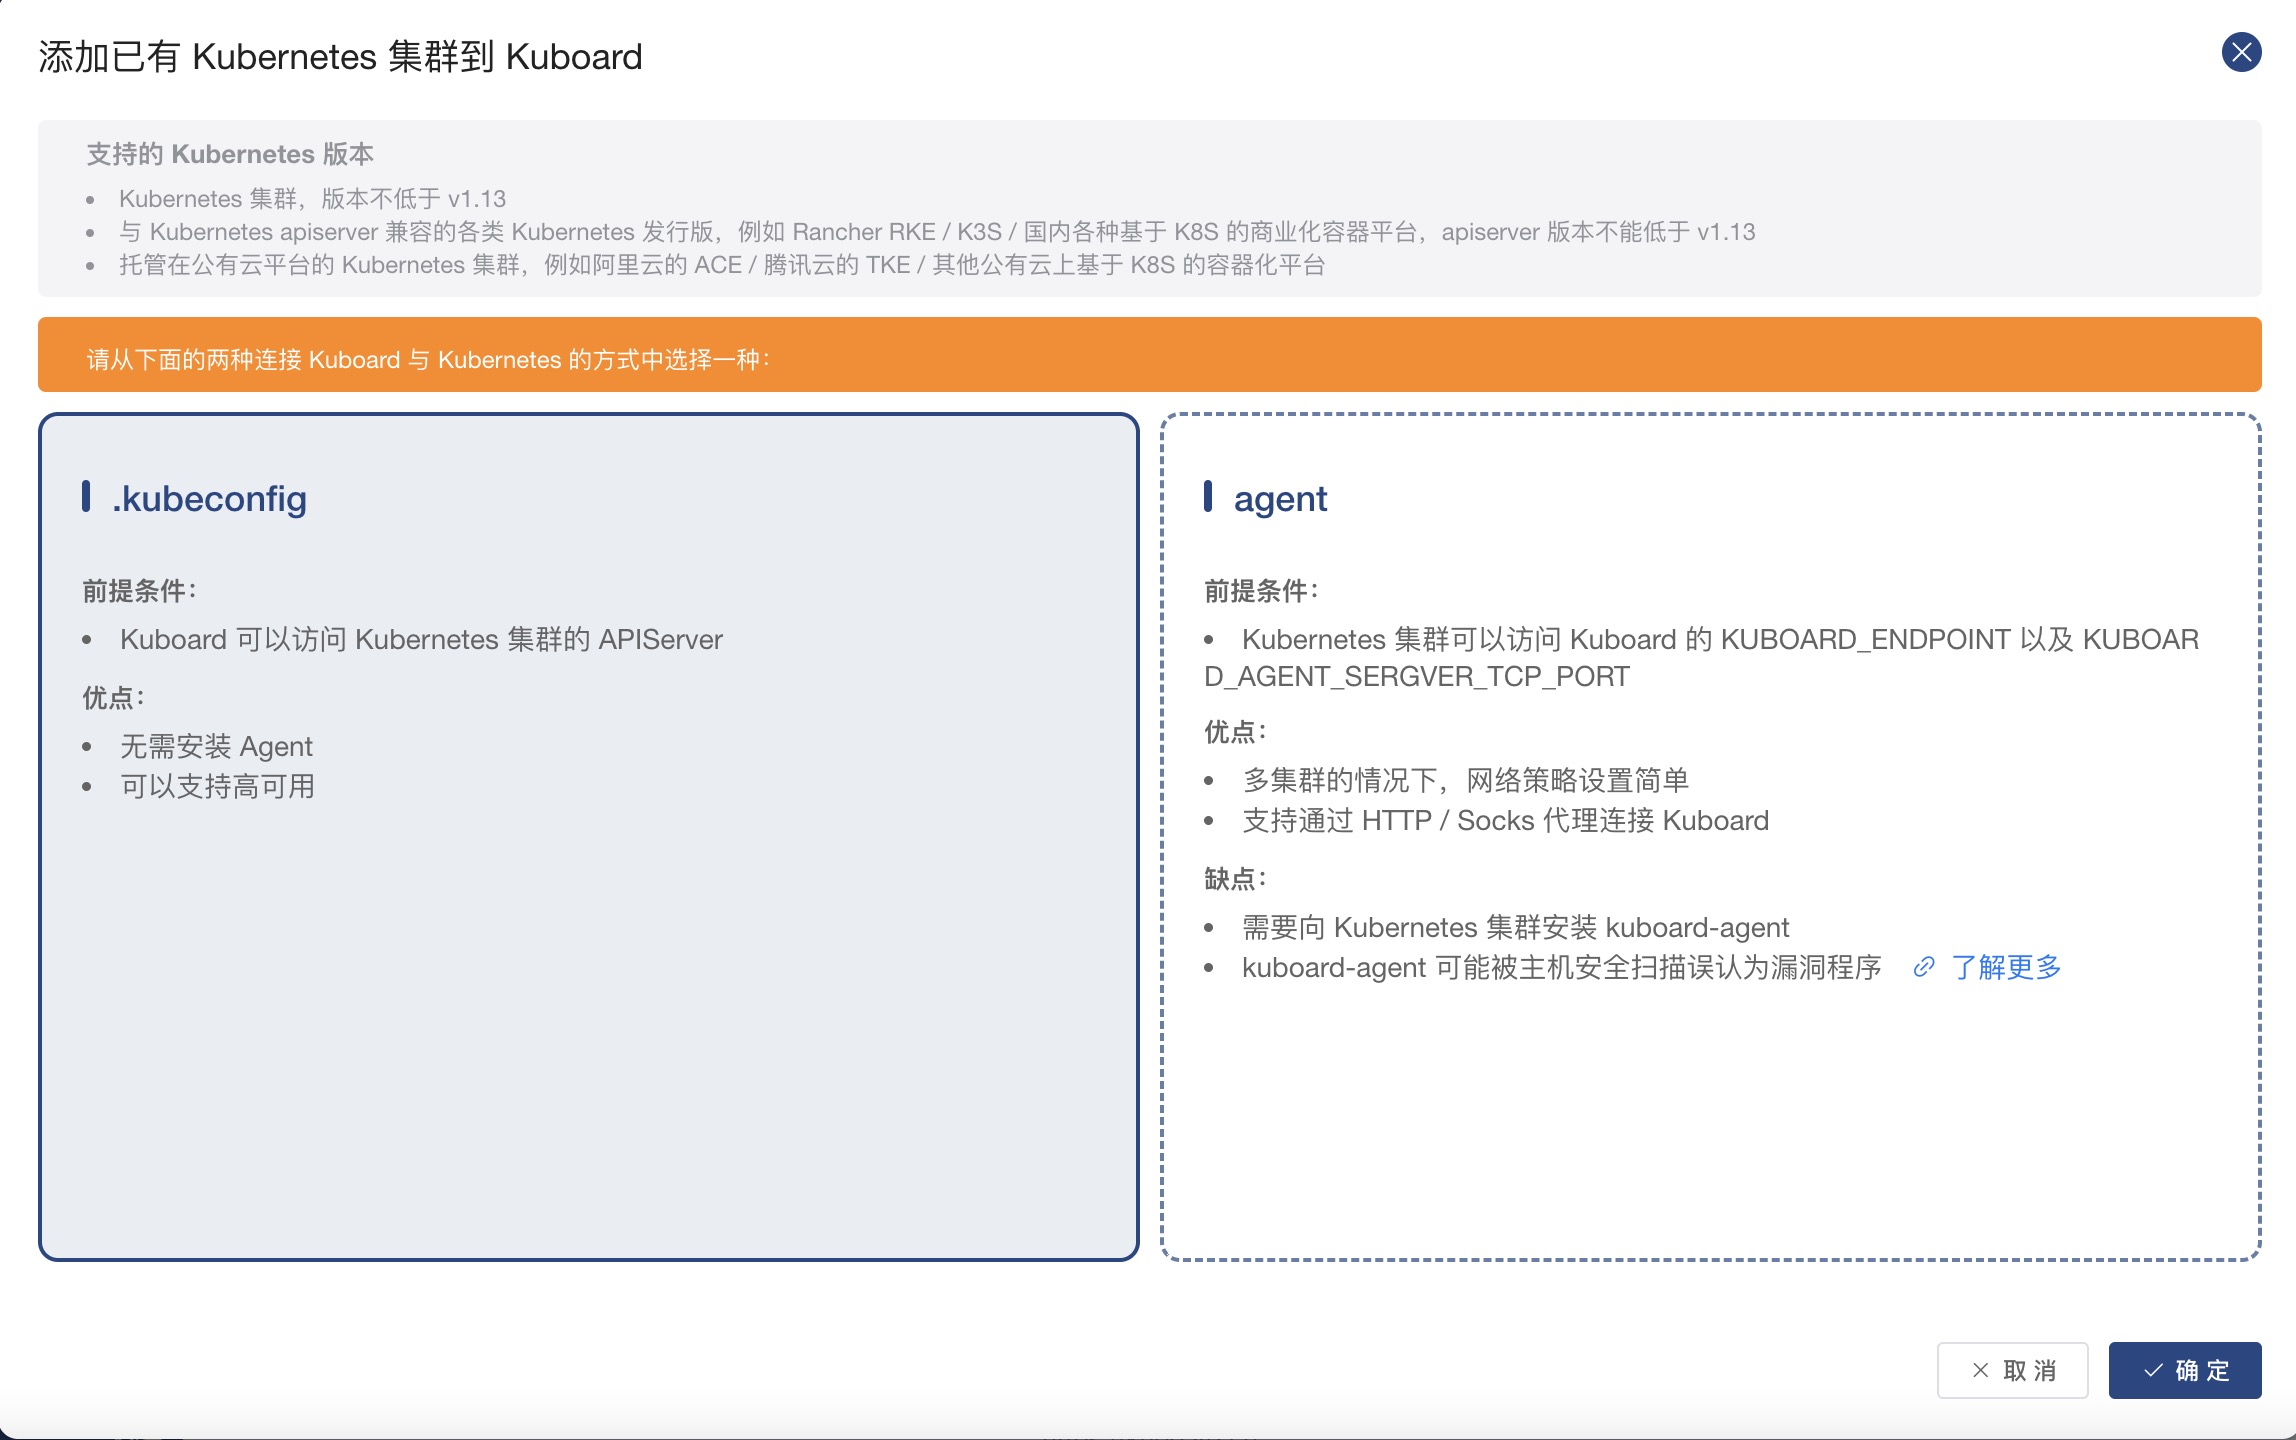 添加已有 Kubernetes 集群到 Kuboard
支持的 Kubernetes 版本
• Kubernetes 集群，版本不低于 v1.13
• 与 Kubernetes apiserver 兼容的各类 Kubernetes 发行版，例如 Rancher RKE / K3S / 国内各种基于 K8S 的商业化容器平台，apiserver 版本不能低于 v1.13
• 托管在公有云平台的 Kubernetes 集群，例如阿里云的 ACE / 腾讯云的 TKE / 其他公有云上基于 K8S 的容器化平台
请从下面的两种连接 Kuboard 与 Kubernetes 的方式中选择一种：
.kubeconfig
前提条件：
• Kuboard 可以访问 Kubernetes 集群的 APIServer
优点：
• 无需安装 Agent
• 可以支持高可用
agent
前提条件：
• Kubernetes 集群可以访问 Kuboard 的 KUBOARD_ENDPOINT 以及 KUBOAR
D_AGENT_SERGVER_TCP_PORT
优点：
• 多集群的情况下，网络策略设置简单
• 支持通过 HTTP / Socks 代理连接 Kuboard
缺点：
• 需要向 Kubernetes 集群安装 kuboard-agent
• kuboard-agent 可能被主机安全扫描误认为漏洞程序 了解更多
取 消
确 定